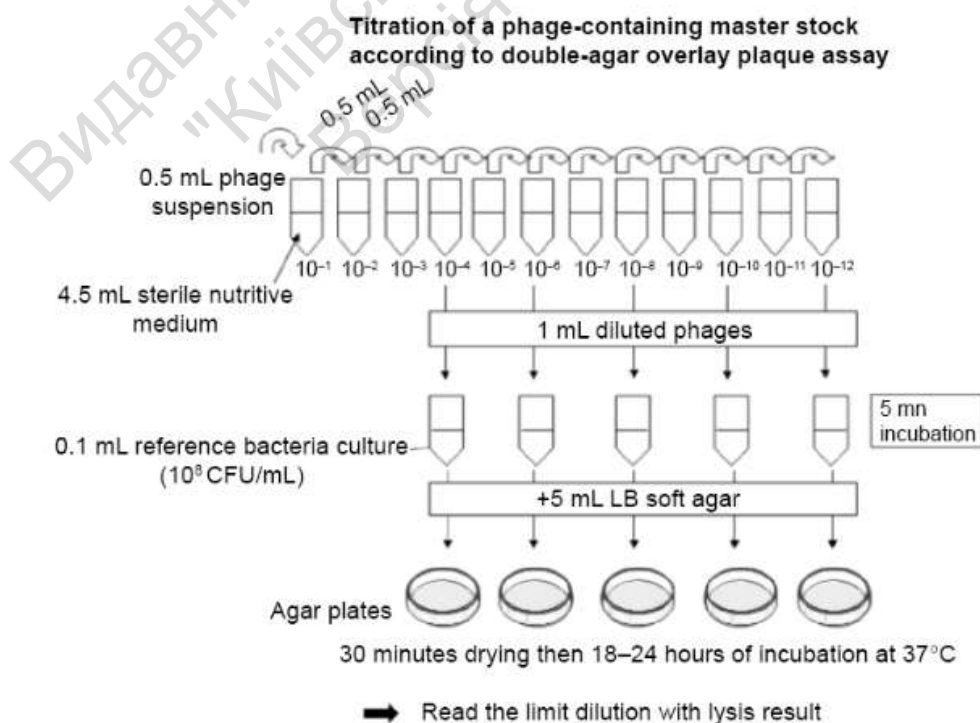 Titration of a phage-containing master stock
according to double-agar overlay plaque assay
Видавн
"Київс
Версія
0.5 mL
0.5 mL
0.5 mL phage
suspension
10⁻¹ 10⁻² 10⁻³ 10⁻⁴ 10⁻⁵ 10⁻⁶ 10⁻⁷ 10⁻⁸ 10⁻⁹ 10⁻¹⁰ 10⁻¹¹ 10⁻¹²
4.5 mL sterile nutritive
medium
1 mL diluted phages
5 mn
incubation
0.1 mL reference bacteria culture
(10⁸ CFU/mL)
+5 mL LB soft agar
Agar plates
30 minutes drying then 18–24 hours of incubation at 37°C
Read the limit dilution with lysis result